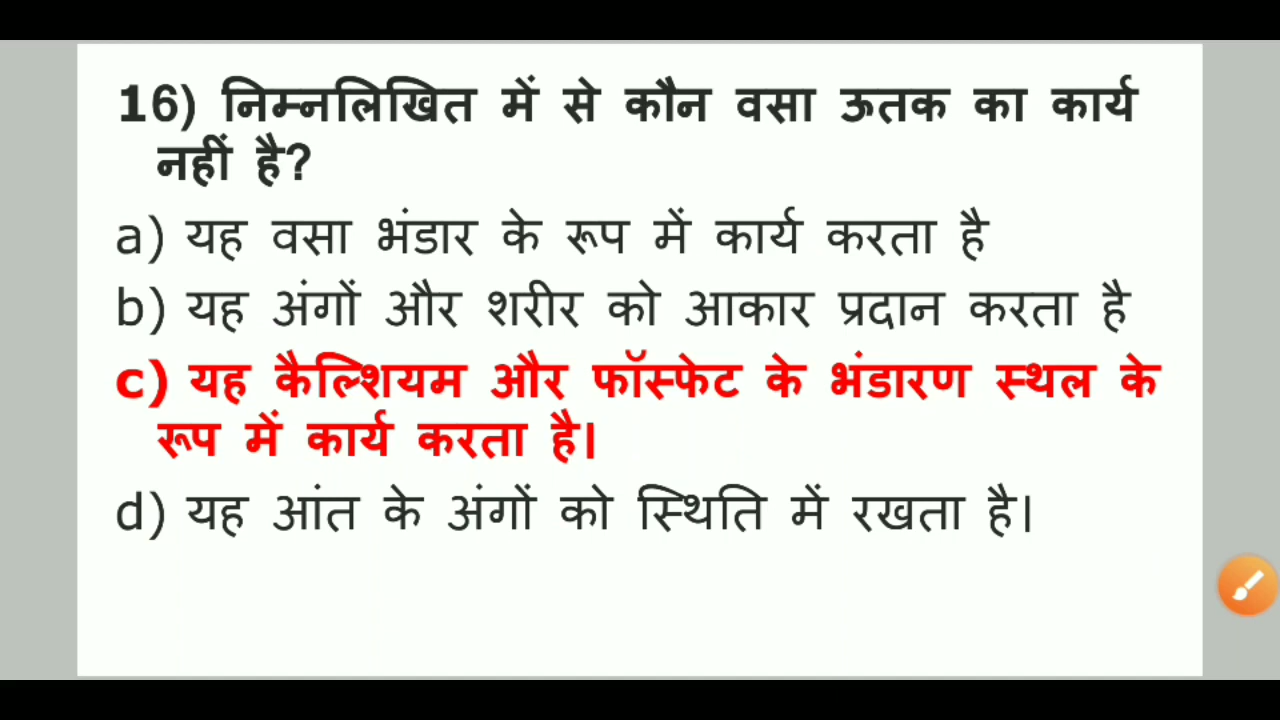 16) निम्नलिखित में से कौन वसा ऊतक का कार्य
नहीं है?
a) यह वसा भंडार के रूप में कार्य करता है
b) यह अंगों और शरीर को आकार प्रदान करता है
c) यह कैल्शियम और फॉस्फेट के भंडारण स्थल के
रूप में कार्य करता है।
d) यह आंत के अंगों को स्थिति में रखता है।